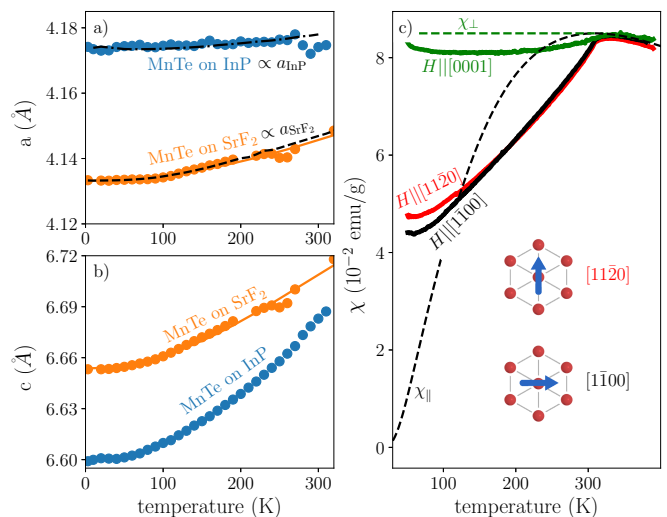 a)
4.18
4.16
4.14
4.12
a (Å)
MnTe on InP ∝ a_InP
MnTe on SrF₂ ∝ a_SrF₂
0
100
200
300
b)
6.72
6.69
6.66
6.63
6.60
c (Å)
MnTe on SrF₂
MnTe on InP
0
100
200
300
temperature (K)
c)
χ⊥
H||[0001]
H||[112̄0]
H||[11̄00]
χ∥
[112̄0]
[11̄00]
8
6
4
2
0
χ (10⁻² emu/g)
100
200
300
temperature (K)